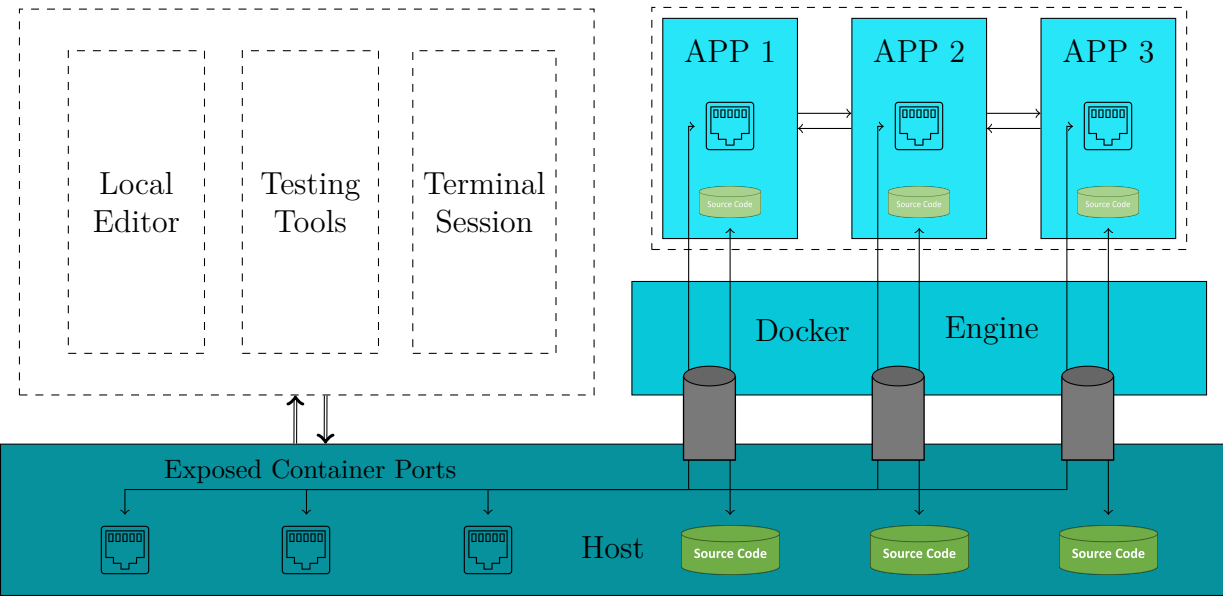 Local
Editor
Testing
Tools
Terminal
Session
APP 1
APP 2
APP 3
Source Code
Source Code
Source Code
Docker
Engine
Exposed Container Ports
Host
Source Code
Source Code
Source Code